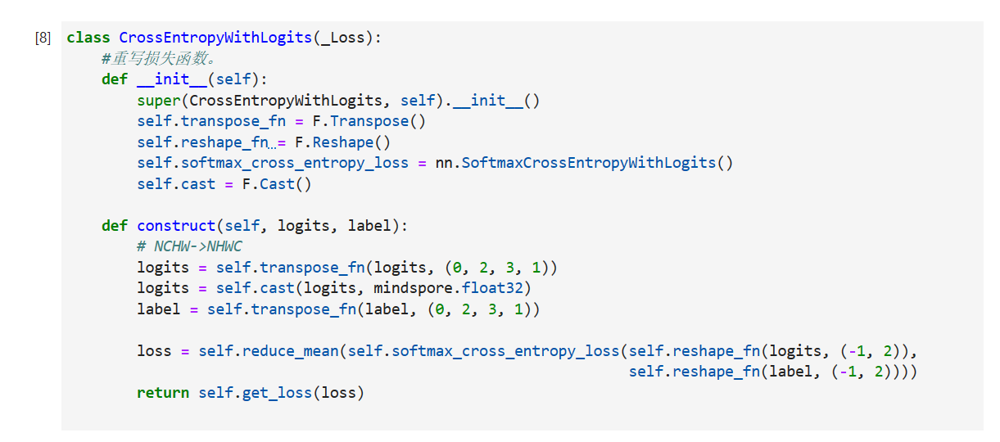 [8] class CrossEntropyWithLogits(_Loss):
    #重写损失函数。
    def __init__(self):
        super(CrossEntropyWithLogits, self).__init__()
        self.transpose_fn = F.Transpose()
        self.reshape_fn = F.Reshape()
        self.softmax_cross_entropy_loss = nn.SoftmaxCrossEntropyWithLogits()
        self.cast = F.Cast()

    def construct(self, logits, label):
        # NCHW->NHWC
        logits = self.transpose_fn(logits, (0, 2, 3, 1))
        logits = self.cast(logits, mindspore.float32)
        label = self.transpose_fn(label, (0, 2, 3, 1))

        loss = self.reduce_mean(self.softmax_cross_entropy_loss(self.reshape_fn(logits, (-1, 2)),
                                                                self.reshape_fn(label, (-1, 2))))
        return self.get_loss(loss)